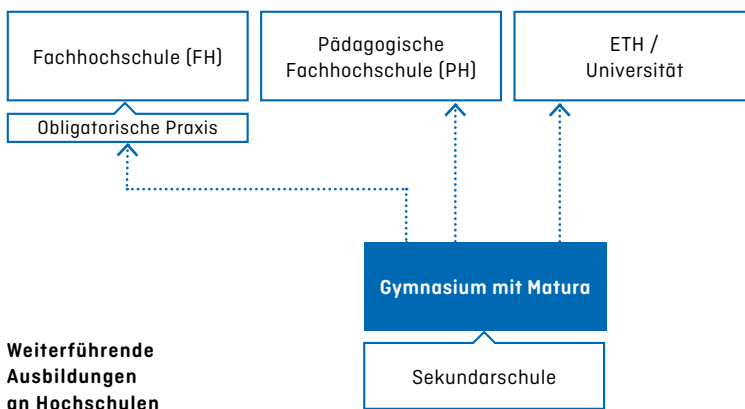 Fachhochschule (FH)
Pädagogische
Fachhochschule (PH)
ETH /
Universität
Obligatorische Praxis
Gymnasium mit Matura
Sekundarschule
Weiterführende
Ausbildungen
an Hochschulen